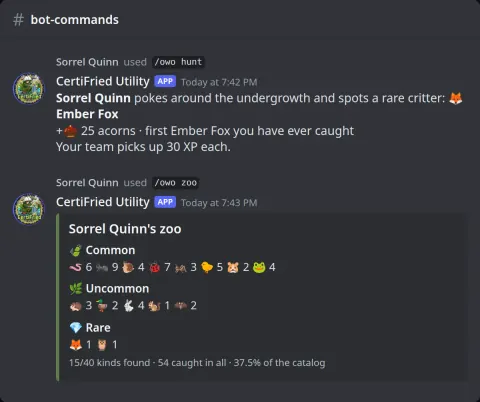 # bot-commands
Sorrel Quinn used /owo hunt
CertiFried Utility APP Today at 7:42 PM
Sorrel Quinn pokes around the undergrowth and spots a rare critter: 🦊
Ember Fox
+🌰 25 acorns · first Ember Fox you have ever caught
Your team picks up 30 XP each.
Sorrel Quinn used /owo zoo
CertiFried Utility APP Today at 7:43 PM
Sorrel Quinn's zoo
🌿 Common
🪱 6 🐜 9 🐌 4 🐞 7 🦗 3 🐤 5 🐹 2 🐸 4
🌿 Uncommon
🦔 3 🦆 2 🐇 4 🐿️ 1 🦇 2
💎 Rare
🦊 1 🦉 1
15/40 kinds found · 54 caught in all · 37.5% of the catalog